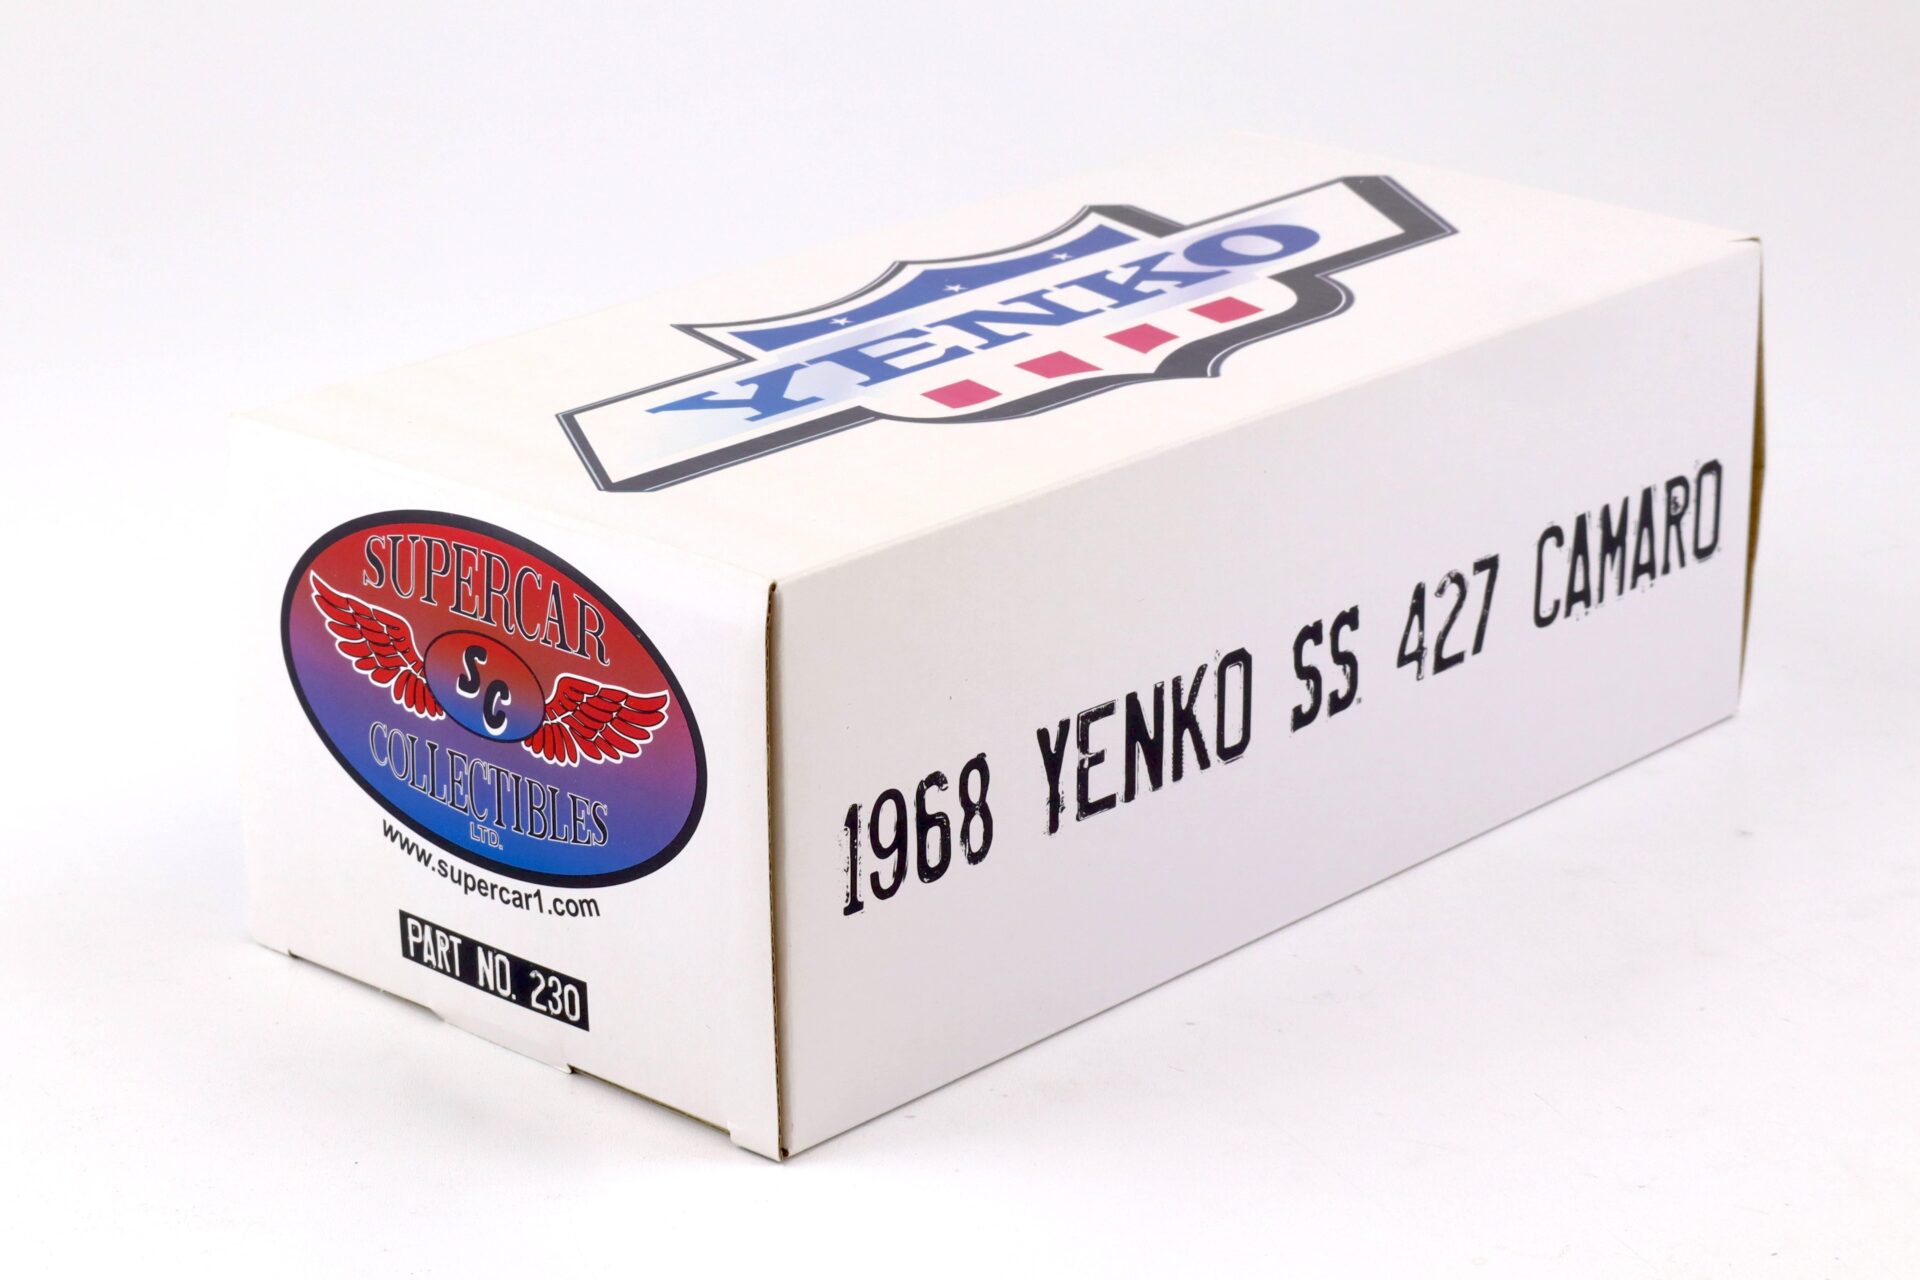 YENKO
SUPERCAR
SC
COLLECTIBLES
LTD.
www.supercar1.com
PART NO. 230
1968 YENKO SS 427 CAMARO